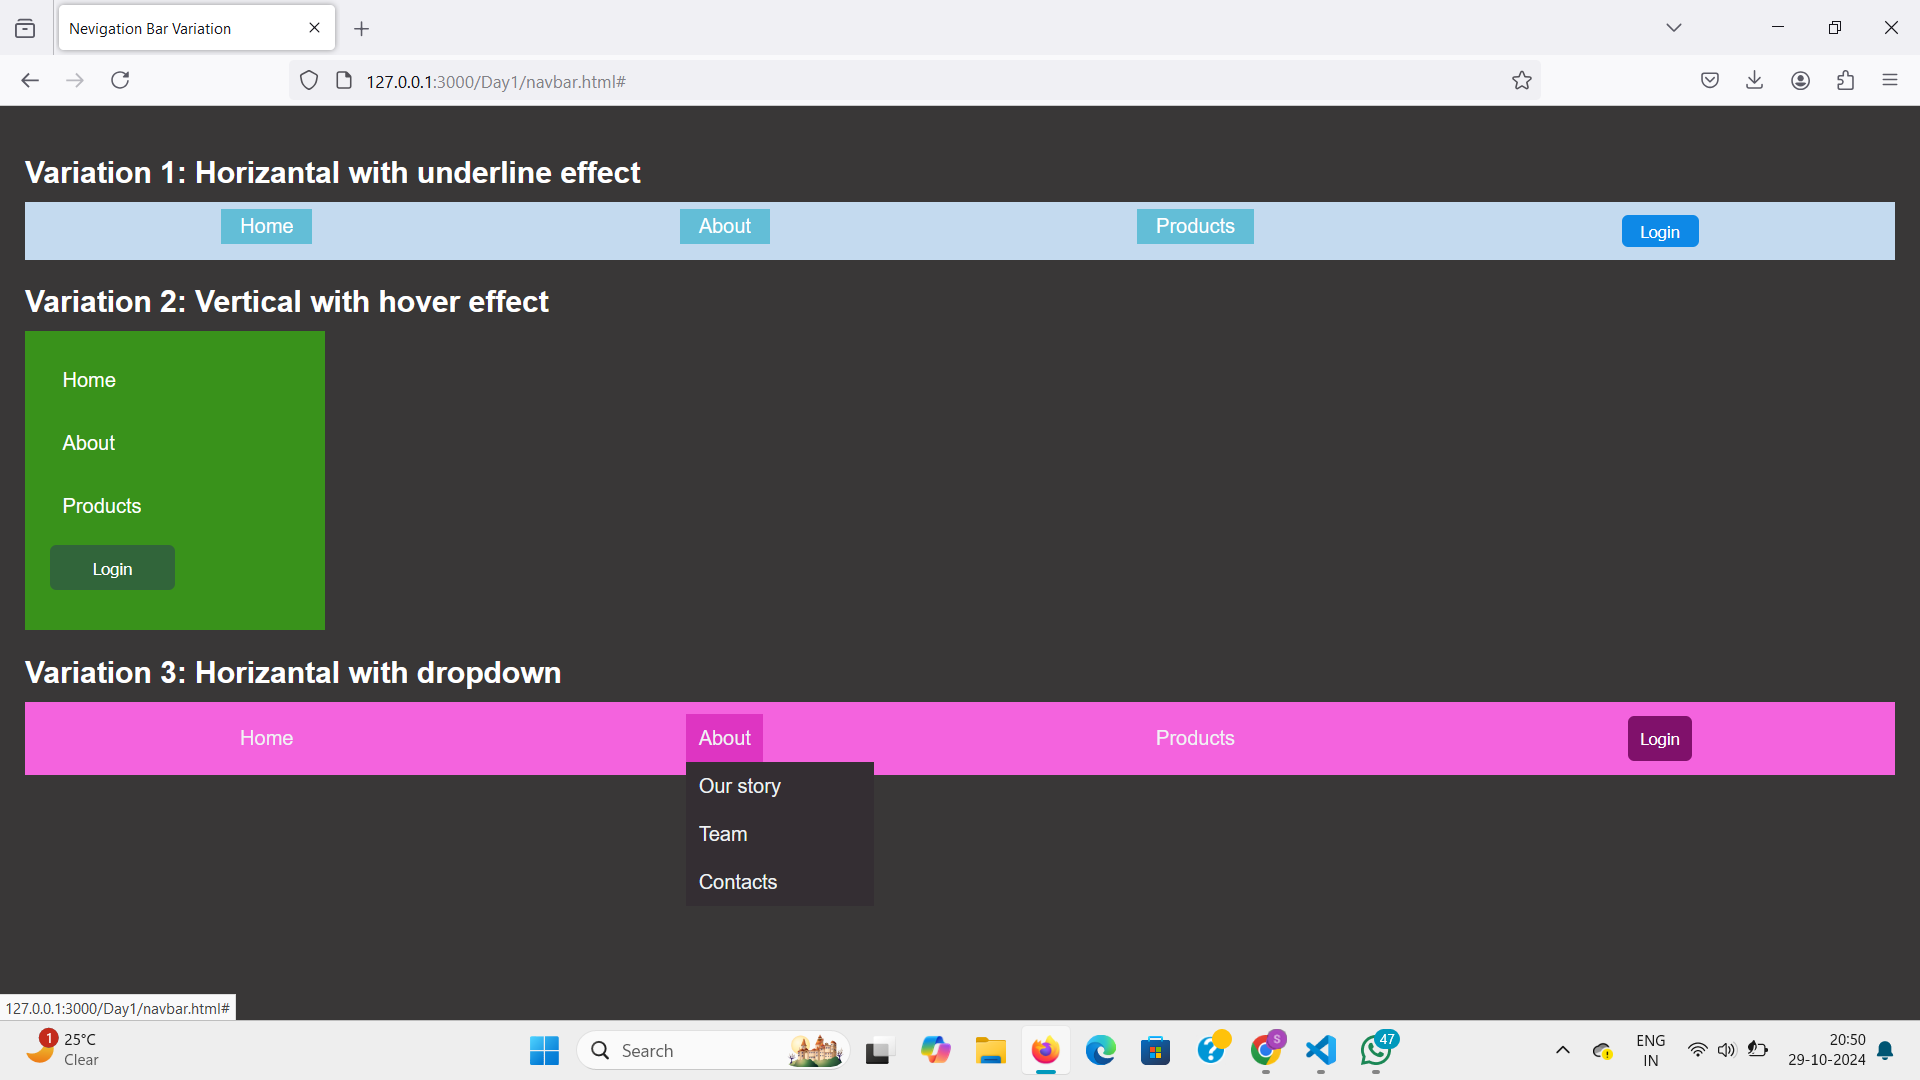 Nevigation Bar Variation
127.0.0.1:3000/Day1/navbar.html#
Variation 1: Horizantal with underline effect
Home About Products Login
Variation 2: Vertical with hover effect
Home
About
Products
Login
Variation 3: Horizantal with dropdown
Home About Products Login
Our story
Team
Contacts
127.0.0.1:3000/Day1/navbar.html#
1 25°C
Clear
Search
S
47
ENG
IN
20:50
29-10-2024